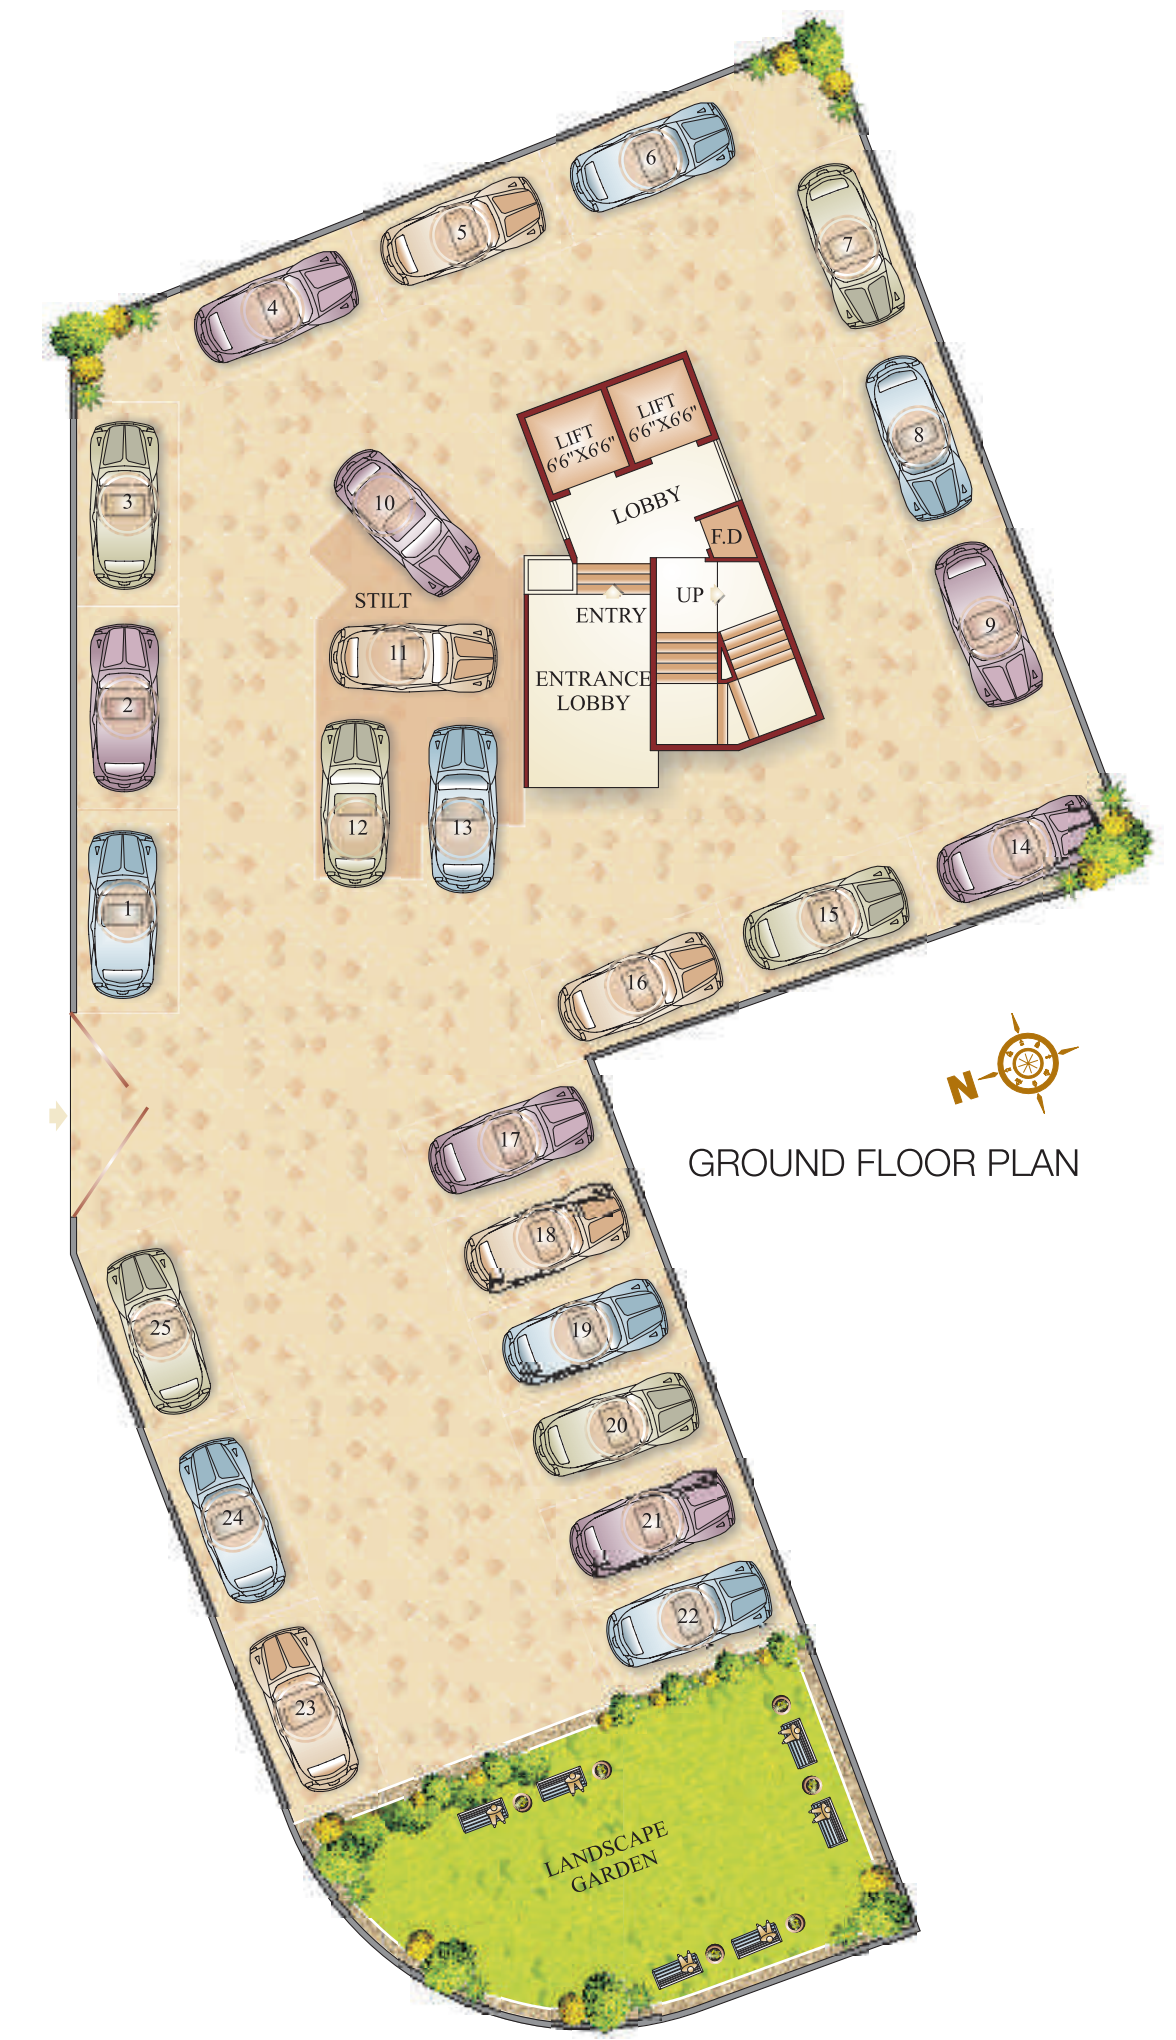 6
5
7
4
LIFT
6'6"X6'6"
LIFT
6'6"X6'6"
8
3
10
LOBBY
F.D
STILT
UP
ENTRY
9
11
ENTRANCE
LOBBY
2
12
13
14
1
15
16
N
17
GROUND FLOOR PLAN
18
25
19
20
24
21
22
23
LANDSCAPE
GARDEN